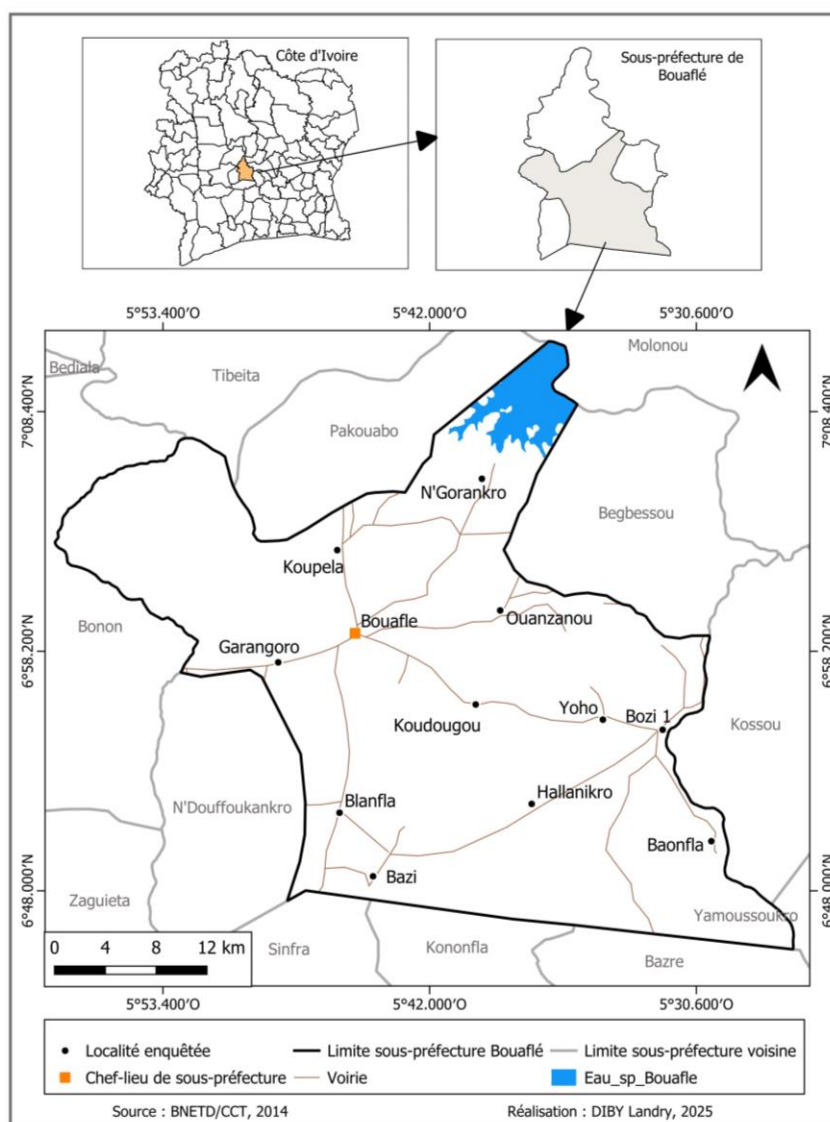 Côte d'Ivoire
Sous-préfecture de
Bouaflé
5°53.400'O
5°42.000'O
5°30.600'O
7°08.400'N
6°58.200'N
6°48.000'N
7°08.400'N
6°58.200'N
6°48.000'N
Bediala
Tibeita
Molonou
Pakouabo
N'Gorankro
Begbessou
Koupela
Bonon
Bouafle
Ouanzanou
Garangoro
Koudougou
Yoho
Bozi 1
Kossou
N'Douffoukankro
Blanfla
Hallanikro
Baonfla
Bazi
Zaguieta
Yamoussoukro
Sinfra
Kononfla
Bazre
0 4 8 12 km
5°53.400'O
5°42.000'O
5°30.600'O
Localité enquêtée
Limite sous-préfecture Bouaflé
Limite sous-préfecture voisine
Chef-lieu de sous-préfecture
Voirie
Eau_sp_Bouafle
Source : BNETD/CCT, 2014
Réalisation : DIBY Landry, 2025